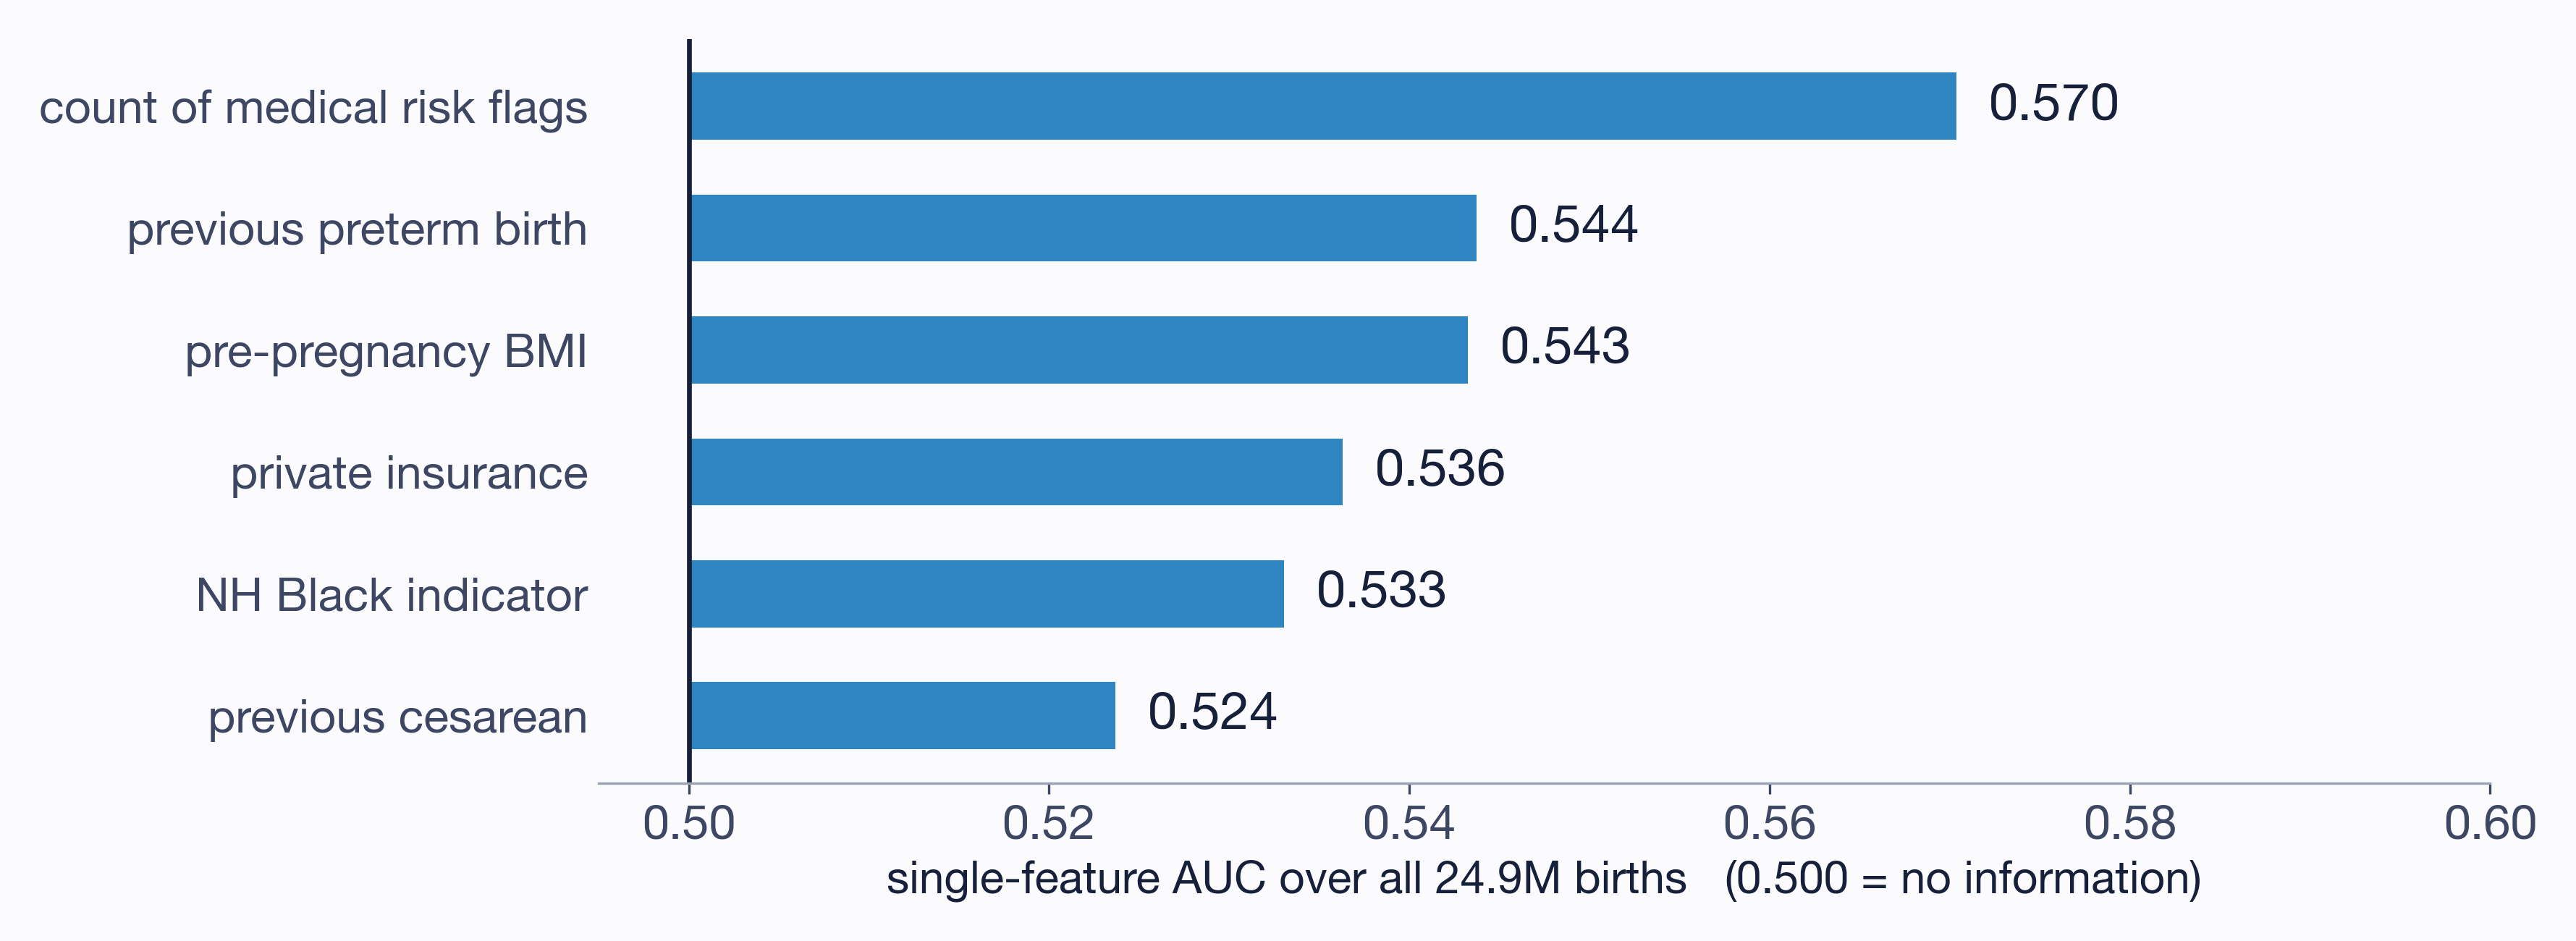 count of medical risk flags 0.570
previous preterm birth 0.544
pre-pregnancy BMI 0.543
private insurance 0.536
NH Black indicator 0.533
previous cesarean 0.524
0.50 0.52 0.54 0.56 0.58 0.60
single-feature AUC over all 24.9M births (0.500 = no information)